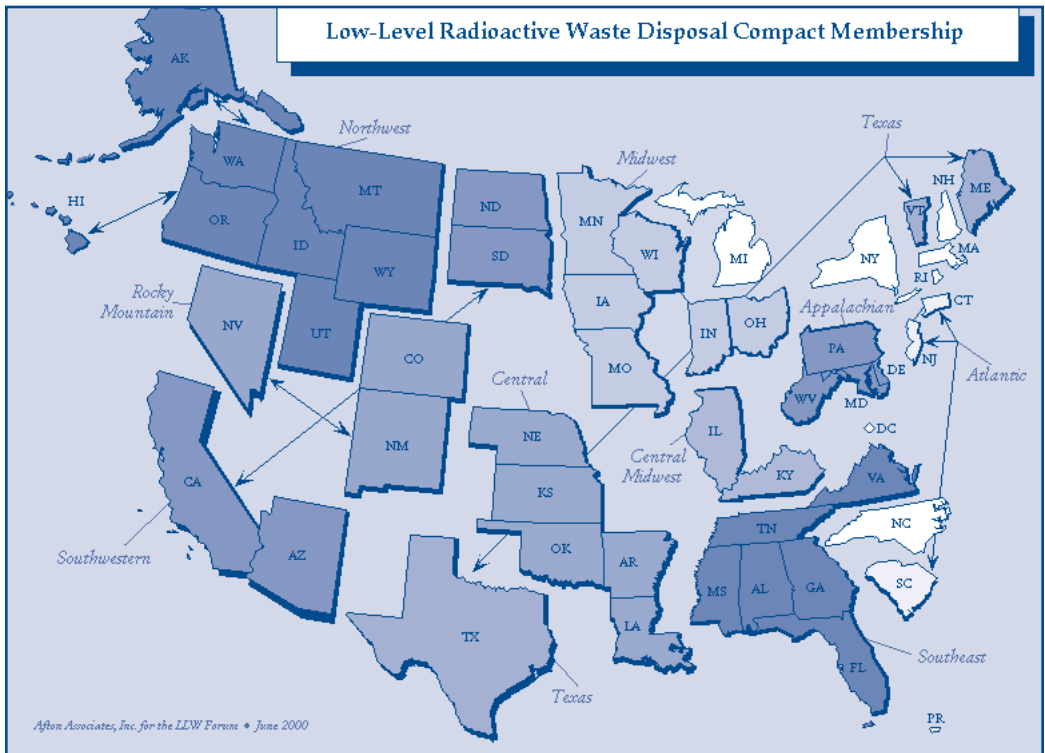 Low-Level Radioactive Waste Disposal Compact Membership
AK
Northwest
Texas
WA
Midwest
NH
ME
HI
MT
ND
MN
VT
OR
ID
SD
WI
MI
NY
MA
WY
RI
Rocky
Mountain
NV
UT
IA
CT
Appalachian
IN
OH
CO
PA
NJ
MO
DE
Atlantic
Central
WV
MD
IL
DC
NE
NM
Central
Midwest
KY
VA
CA
KS
TN
NC
Southwestern
AZ
OK
AR
MS
AL
GA
SC
LA
TX
Southeast
FL
Texas
Afton Associates, Inc. for the LLW Forum • June 2000
PR